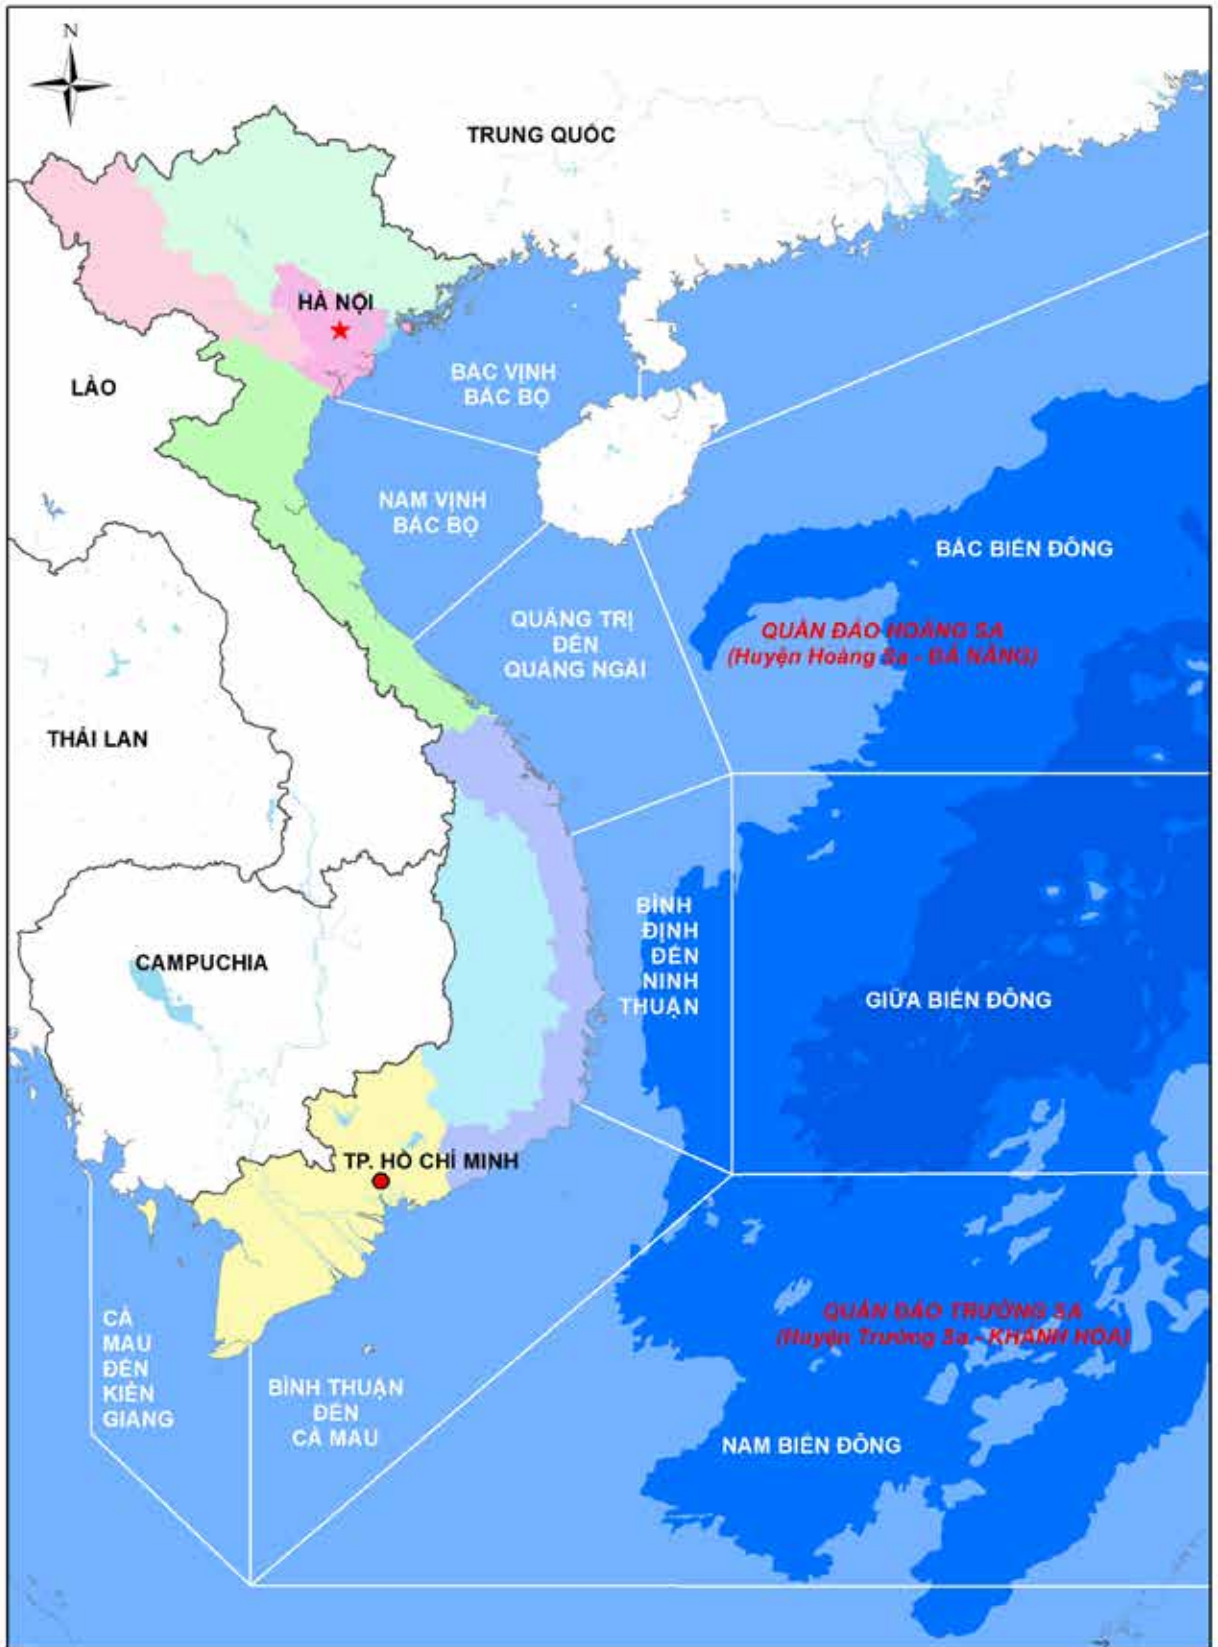 N
TRUNG QUỐC
HÀ NỘI
LÀO
BẮC VỊNH
BẮC BỘ
NAM VỊNH
BẮC BỘ
BẮC BIỂN ĐÔNG
QUẢNG TRỊ
ĐẾN
QUẢNG NGÃI
QUẦN ĐẢO HOÀNG SA
(Huyện Hoàng Sa - ĐÀ NẴNG)
THÁI LAN
BÌNH
ĐỊNH
ĐẾN
NINH
THUẬN
CAMPUCHIA
GIỮA BIỂN ĐÔNG
TP. HỒ CHÍ MINH
CÀ
MAU
ĐẾN
KIÊN
GIANG
QUẦN ĐẢO TRƯỜNG SA
(Huyện Trường Sa - KHÁNH HÒA)
BÌNH THUẬN
ĐẾN
CÀ MAU
NAM BIỂN ĐÔNG